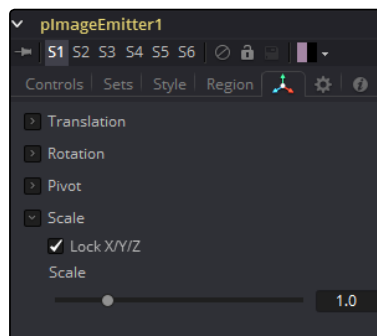 pImageEmitter1
S1 S2 S3 S4 S5 S6
Controls Sets Style Region
Translation
Rotation
Pivot
Scale
Lock X/Y/Z
Scale
1.0